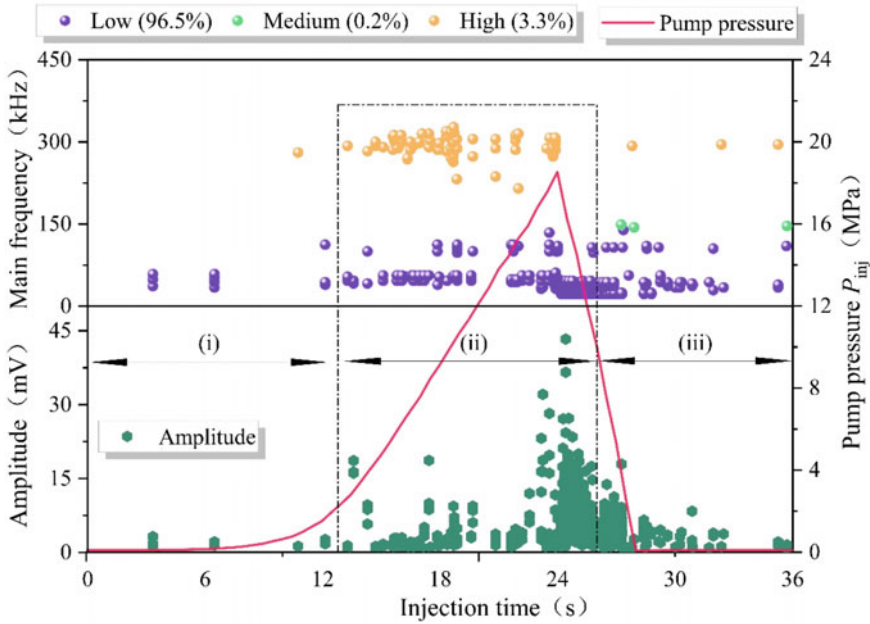 Low (96.5%) Medium (0.2%) High (3.3%) Pump pressure
Main frequency (kHz)
450
300
150
0
Amplitude (mV)
45
30
15
0
(i) (ii) (iii)
Amplitude
24
20
16
12
8
4
0
Pump pressure Pinj (MPa)
0 6 12 18 24 30 36
Injection time (s)